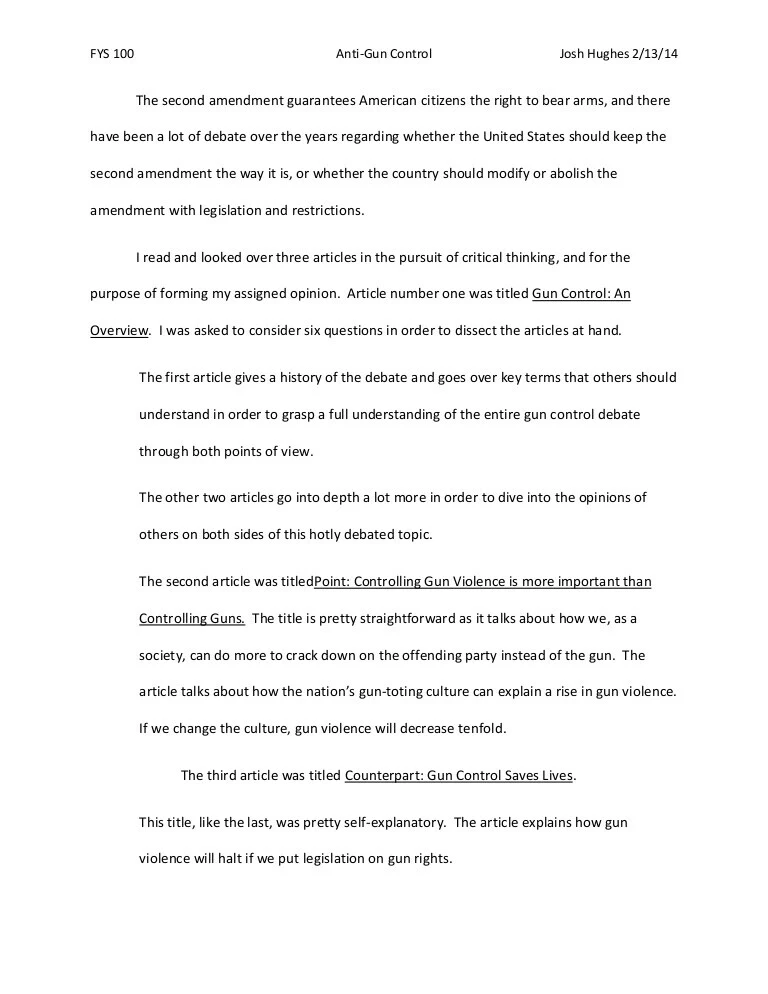 FYS 100 Anti-Gun Control Josh Hughes 2/13/14
The second amendment guarantees American citizens the right to bear arms, and there
have been a lot of debate over the years regarding whether the United States should keep the
second amendment the way it is, or whether the country should modify or abolish the
amendment with legislation and restrictions.
I read and looked over three articles in the pursuit of critical thinking, and for the
purpose of forming my assigned opinion. Article number one was titled Gun Control: An
Overview. I was asked to consider six questions in order to dissect the articles at hand.
The first article gives a history of the debate and goes over key terms that others should
understand in order to grasp a full understanding of the entire gun control debate
through both points of view.
The other two articles go into depth a lot more in order to dive into the opinions of
others on both sides of this hotly debated topic.
The second article was titledPoint: Controlling Gun Violence is more important than
Controlling Guns. The title is pretty straightforward as it talks about how we, as a
society, can do more to crack down on the offending party instead of the gun. The
article talks about how the nation’s gun-toting culture can explain a rise in gun violence.
If we change the culture, gun violence will decrease tenfold.
The third article was titled Counterpart: Gun Control Saves Lives.
This title, like the last, was pretty self-explanatory. The article explains how gun
violence will halt if we put legislation on gun rights.